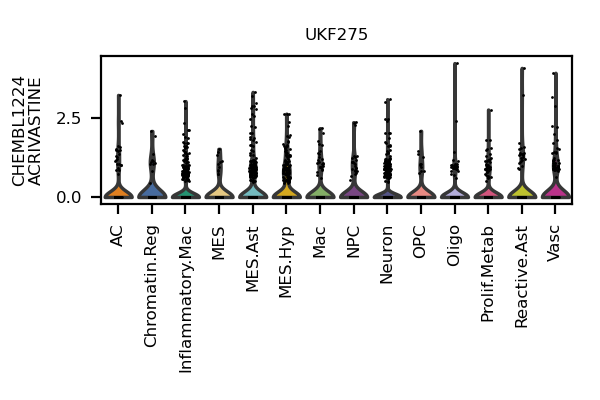 UKF275
CHEMBL1224
ACRIVASTINE
2.5
0.0
AC
Chromatin.Reg
Inflammatory.Mac
MES
MES.Ast
MES.Hyp
Mac
NPC
Neuron
OPC
Oligo
Prolif.Metab
Reactive.Ast
Vasc